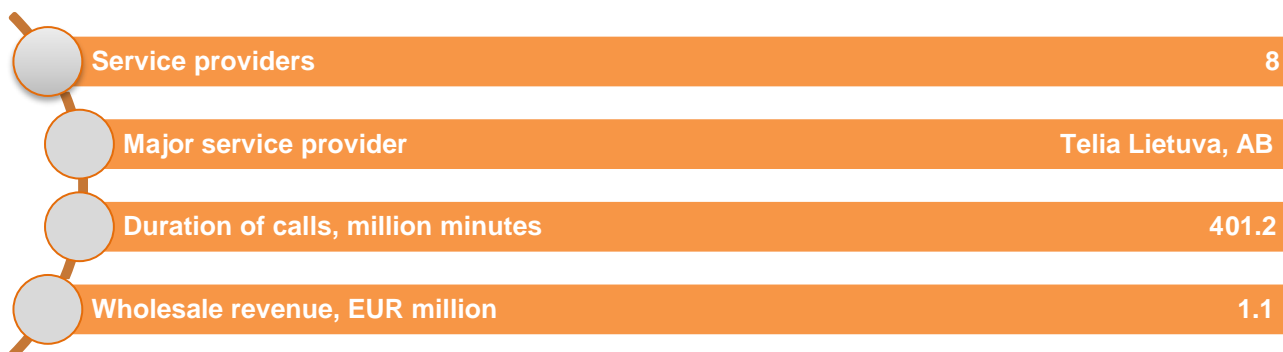 Service providers 8
Major service provider Telia Lietuva, AB
Duration of calls, million minutes 401.2
Wholesale revenue, EUR million 1.1